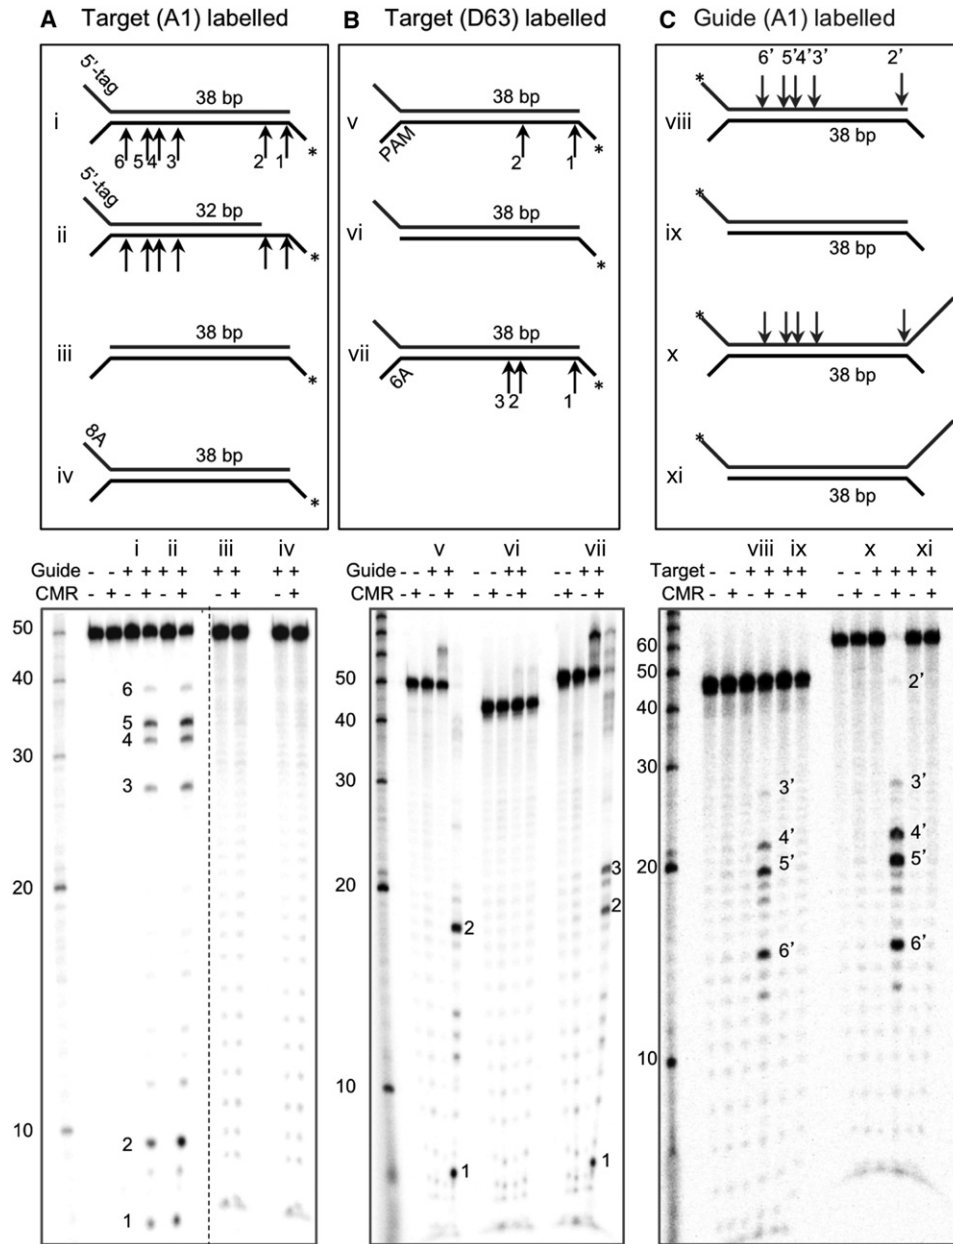 A Target (A1) labelled
B Target (D63) labelled
C Guide (A1) labelled
5'-tag
38 bp
i
6 5 4 3 2 1 *
5'-tag
32 bp
ii
*
38 bp
iii
*
8A
38 bp
iv
*
38 bp
v
PAM
2 1 *
38 bp
vi
*
38 bp
vii
6A
3 2 1 *
6' 5' 4' 3' 2'
*
viii
38 bp
*
ix
38 bp
*
x
38 bp
*
xi
38 bp
i ii iii iv
Guide - - + + + + + + + +
CMR - + - + - + - + - +
50
40
30
20
10
6
5
4
3
2
1
v vi vii
Guide - - + + - - + + - - + +
CMR - + - + - + - + - + - +
50
40
30
20
10
2
1
3
2
1
viii ix x xi
Target - - + + + + - - + + + +
CMR - + - + - + - + - + - +
60
50
40
30
20
10
3'
4'
5'
6'
2'
3'
4'
5'
6'